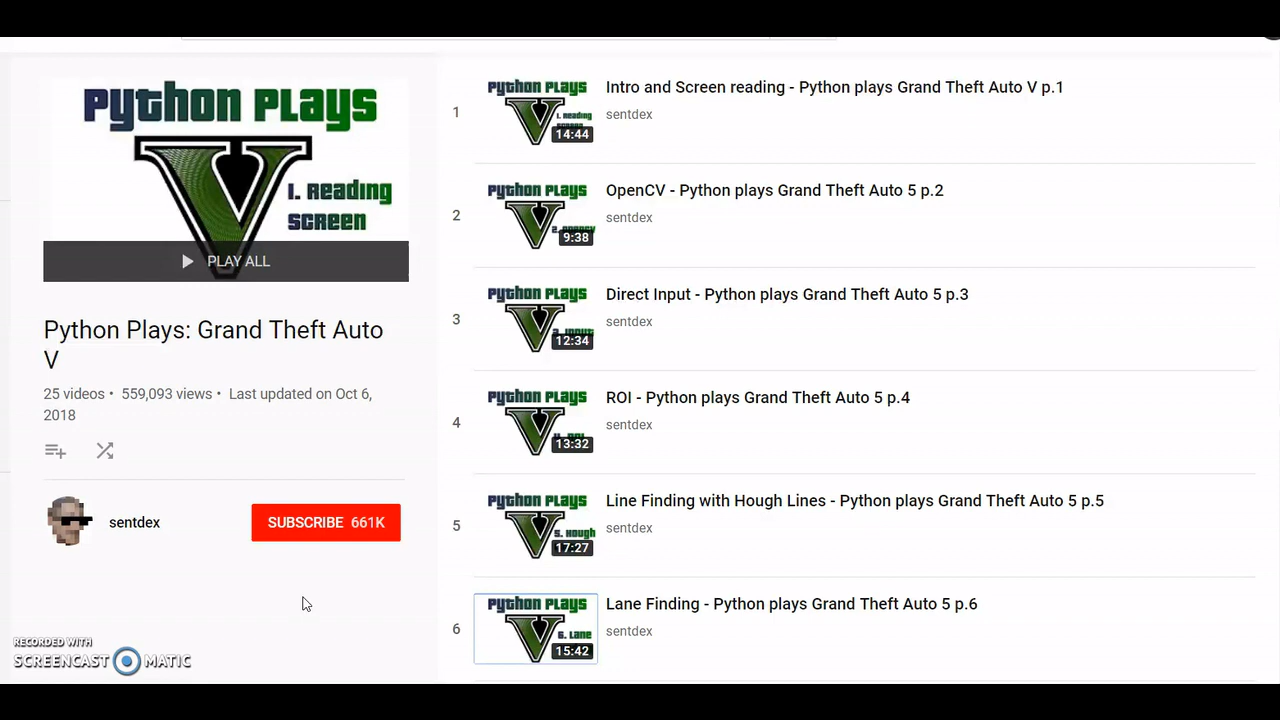 Python Plays
V
1. Reading
Screen
PLAY ALL
Python Plays: Grand Theft Auto
V
25 videos • 559,093 views • Last updated on Oct 6,
2018
sentdex
SUBSCRIBE 661K
RECORDED WITH
SCREENCAST MATIC
1
Python Plays
V
1. Reading
Screen
14:44
Intro and Screen reading - Python plays Grand Theft Auto V p.1
sentdex
2
Python Plays
V
9:38
OpenCV - Python plays Grand Theft Auto 5 p.2
sentdex
3
Python Plays
V
12:34
Direct Input - Python plays Grand Theft Auto 5 p.3
sentdex
4
Python Plays
V
13:32
ROI - Python plays Grand Theft Auto 5 p.4
sentdex
5
Python Plays
V
5. Hough
17:27
Line Finding with Hough Lines - Python plays Grand Theft Auto 5 p.5
sentdex
6
Python Plays
V
6. Lane
15:42
Lane Finding - Python plays Grand Theft Auto 5 p.6
sentdex